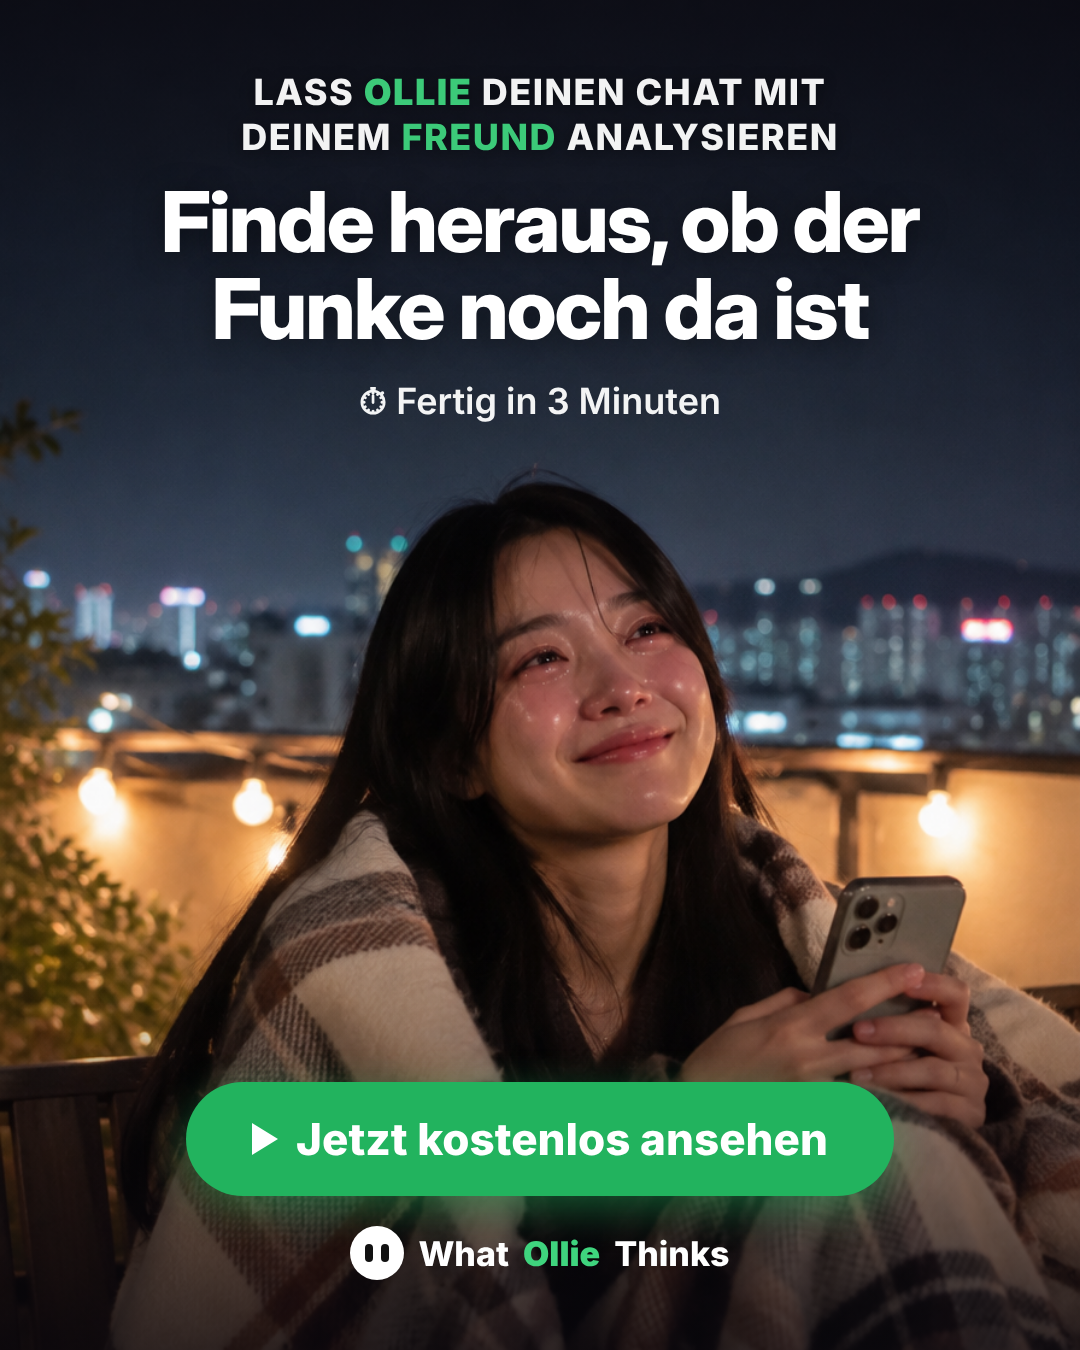 LASS OLLIE DEINEN CHAT MIT
DEINEM FREUND ANALYSIEREN
Finde heraus, ob der
Funke noch da ist
⏱ Fertig in 3 Minuten
▶ Jetzt kostenlos ansehen
What Ollie Thinks